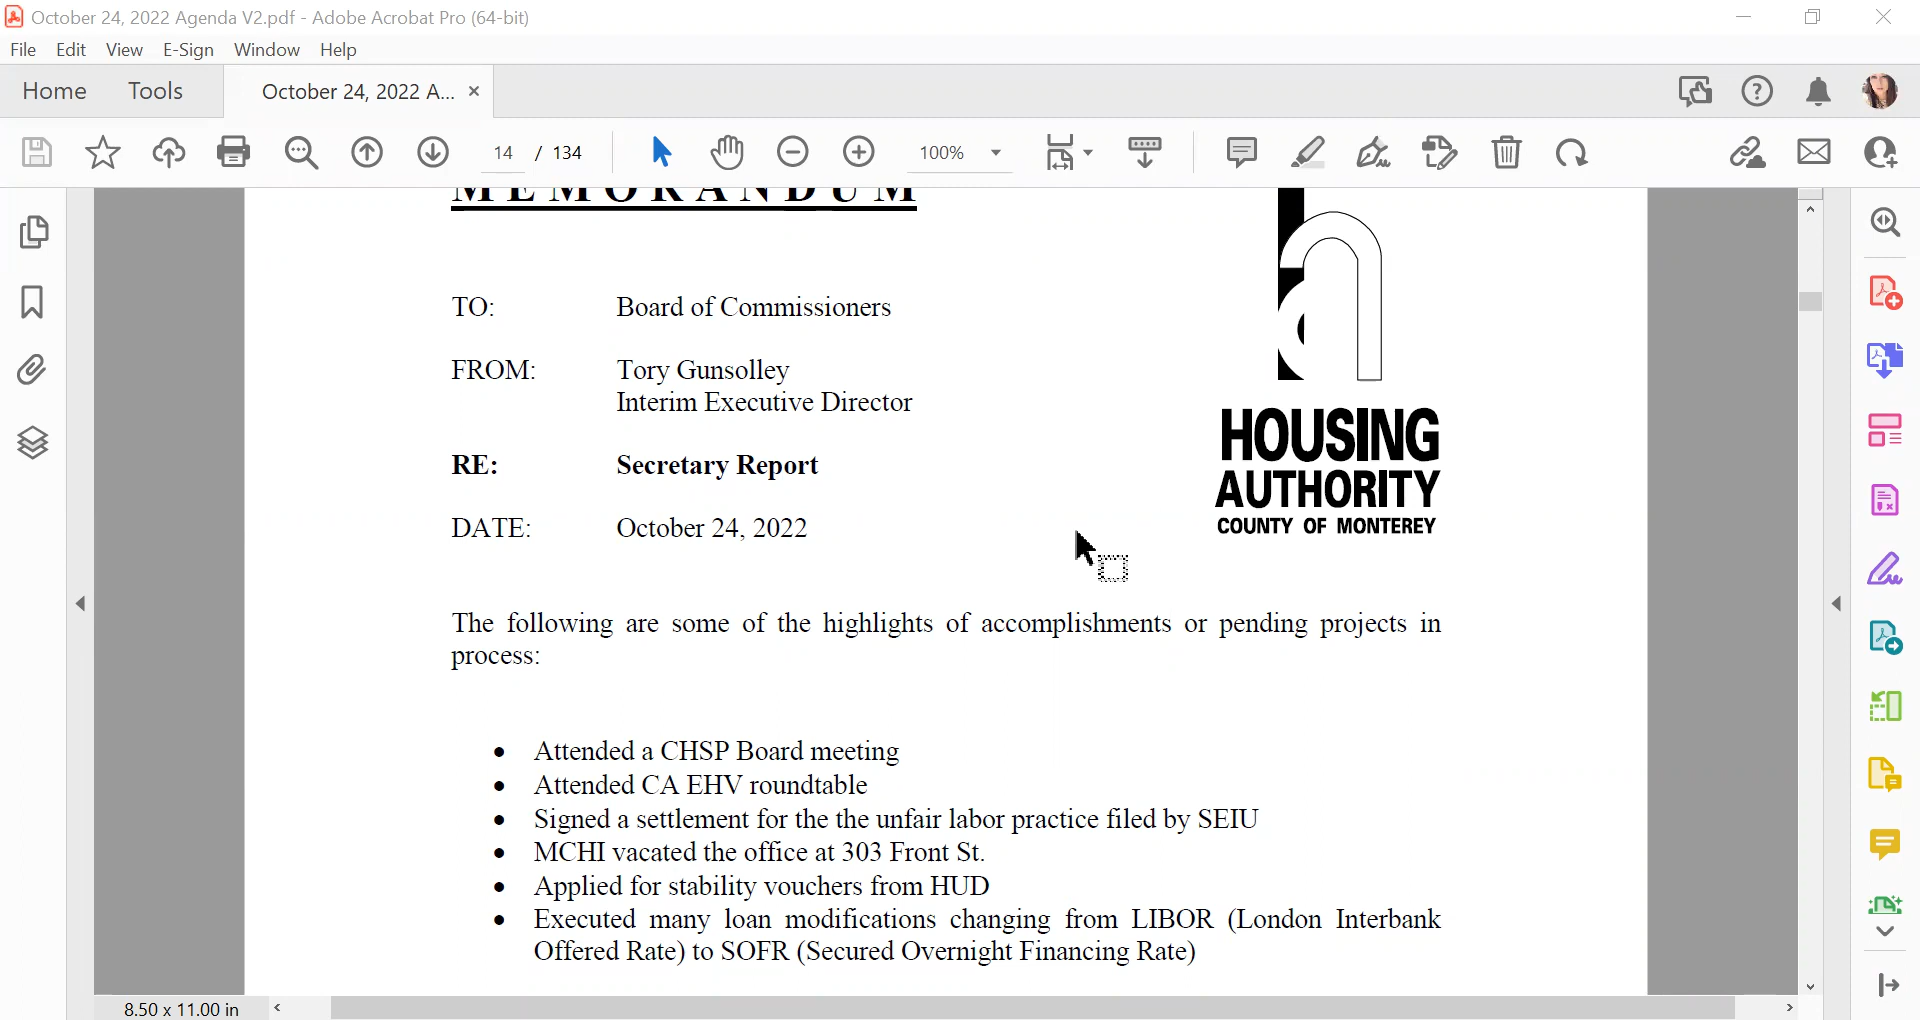 October 24, 2022 Agenda V2.pdf - Adobe Acrobat Pro (64-bit)
File Edit View E-Sign Window Help
Home Tools October 24, 2022 A... ×
14 / 134 100%
MEMORANDUM
TO: Board of Commissioners
FROM: Tory Gunsolley
Interim Executive Director
RE: Secretary Report
DATE: October 24, 2022
HOUSING
AUTHORITY
COUNTY OF MONTEREY
The following are some of the highlights of accomplishments or pending projects in
process:
• Attended a CHSP Board meeting
• Attended CA EHV roundtable
• Signed a settlement for the the unfair labor practice filed by SEIU
• MCHI vacated the office at 303 Front St.
• Applied for stability vouchers from HUD
• Executed many loan modifications changing from LIBOR (London Interbank
Offered Rate) to SOFR (Secured Overnight Financing Rate)
8.50 x 11.00 in